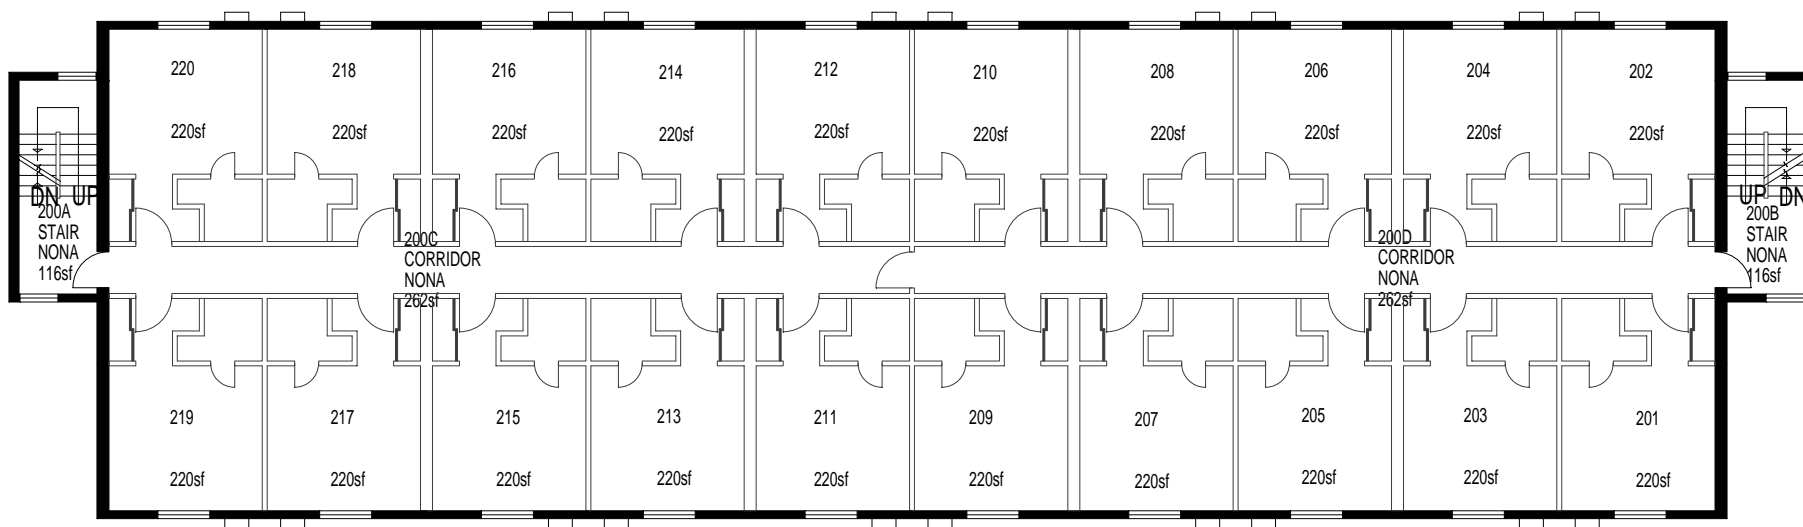 220
218
216
214
212
210
208
206
204
202
220sf
220sf
220sf
220sf
220sf
220sf
220sf
220sf
220sf
220sf
DN UP
200A
STAIR
NONA
116sf
200C
CORRIDOR
NONA
262sf
200D
CORRIDOR
NONA
262sf
UP DN
200B
STAIR
NONA
116sf
219
217
215
213
211
209
207
205
203
201
220sf
220sf
220sf
220sf
220sf
220sf
220sf
220sf
220sf
220sf